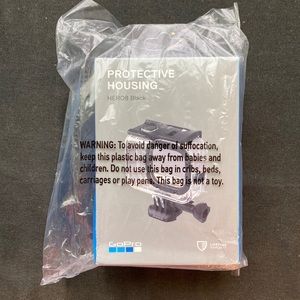 PROTECTIVE
HOUSING
HERO8 Black
WARNING: To avoid danger of suffocation,
keep this plastic bag away from babies and
children. Do not use this bag in cribs, beds,
carriages or play pens. This bag is not a toy.
GoPro